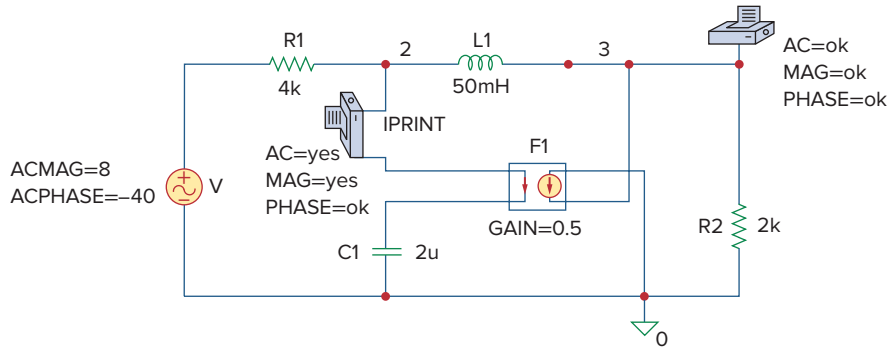 R1
4k
2
L1
50mH
3
AC=ok
MAG=ok
PHASE=ok
IPRINT
AC=yes
MAG=yes
PHASE=ok
ACMAG=8
ACPHASE=−40
V
F1
GAIN=0.5
R2
2k
C1
2u
0